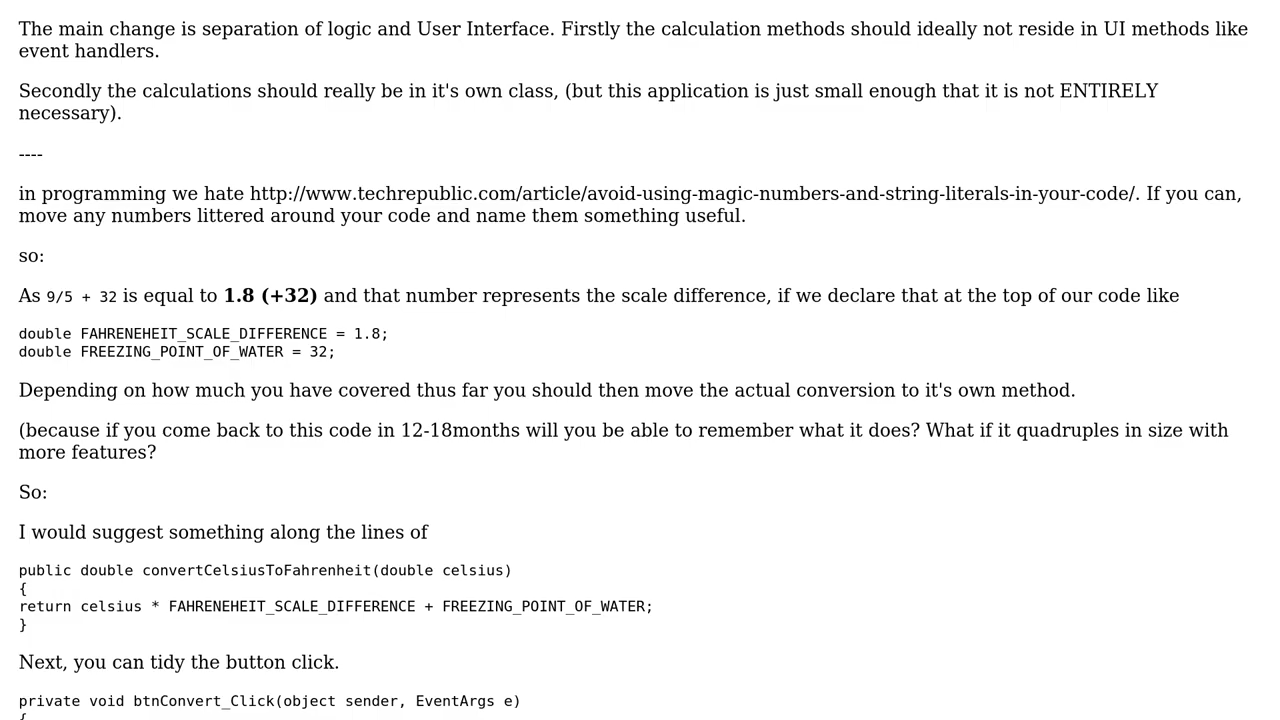 The main change is separation of logic and User Interface. Firstly the calculation methods should ideally not reside in UI methods like
event handlers.
Secondly the calculations should really be in it's own class, (but this application is just small enough that it is not ENTIRELY
necessary).
----
in programming we hate http://www.techrepublic.com/article/avoid-using-magic-numbers-and-string-literals-in-your-code/. If you can,
move any numbers littered around your code and name them something useful.
so:
As 9/5 + 32 is equal to 1.8 (+32) and that number represents the scale difference, if we declare that at the top of our code like
double FAHRENEHEIT_SCALE_DIFFERENCE = 1.8;
double FREEZING_POINT_OF_WATER = 32;
Depending on how much you have covered thus far you should then move the actual conversion to it's own method.
(because if you come back to this code in 12-18months will you be able to remember what it does? What if it quadruples in size with
more features?
So:
I would suggest something along the lines of
public double convertCelsiusToFahrenheit(double celsius)
{
return celsius * FAHRENEHEIT_SCALE_DIFFERENCE + FREEZING_POINT_OF_WATER;
}
Next, you can tidy the button click.
private void btnConvert_Click(object sender, EventArgs e)
{